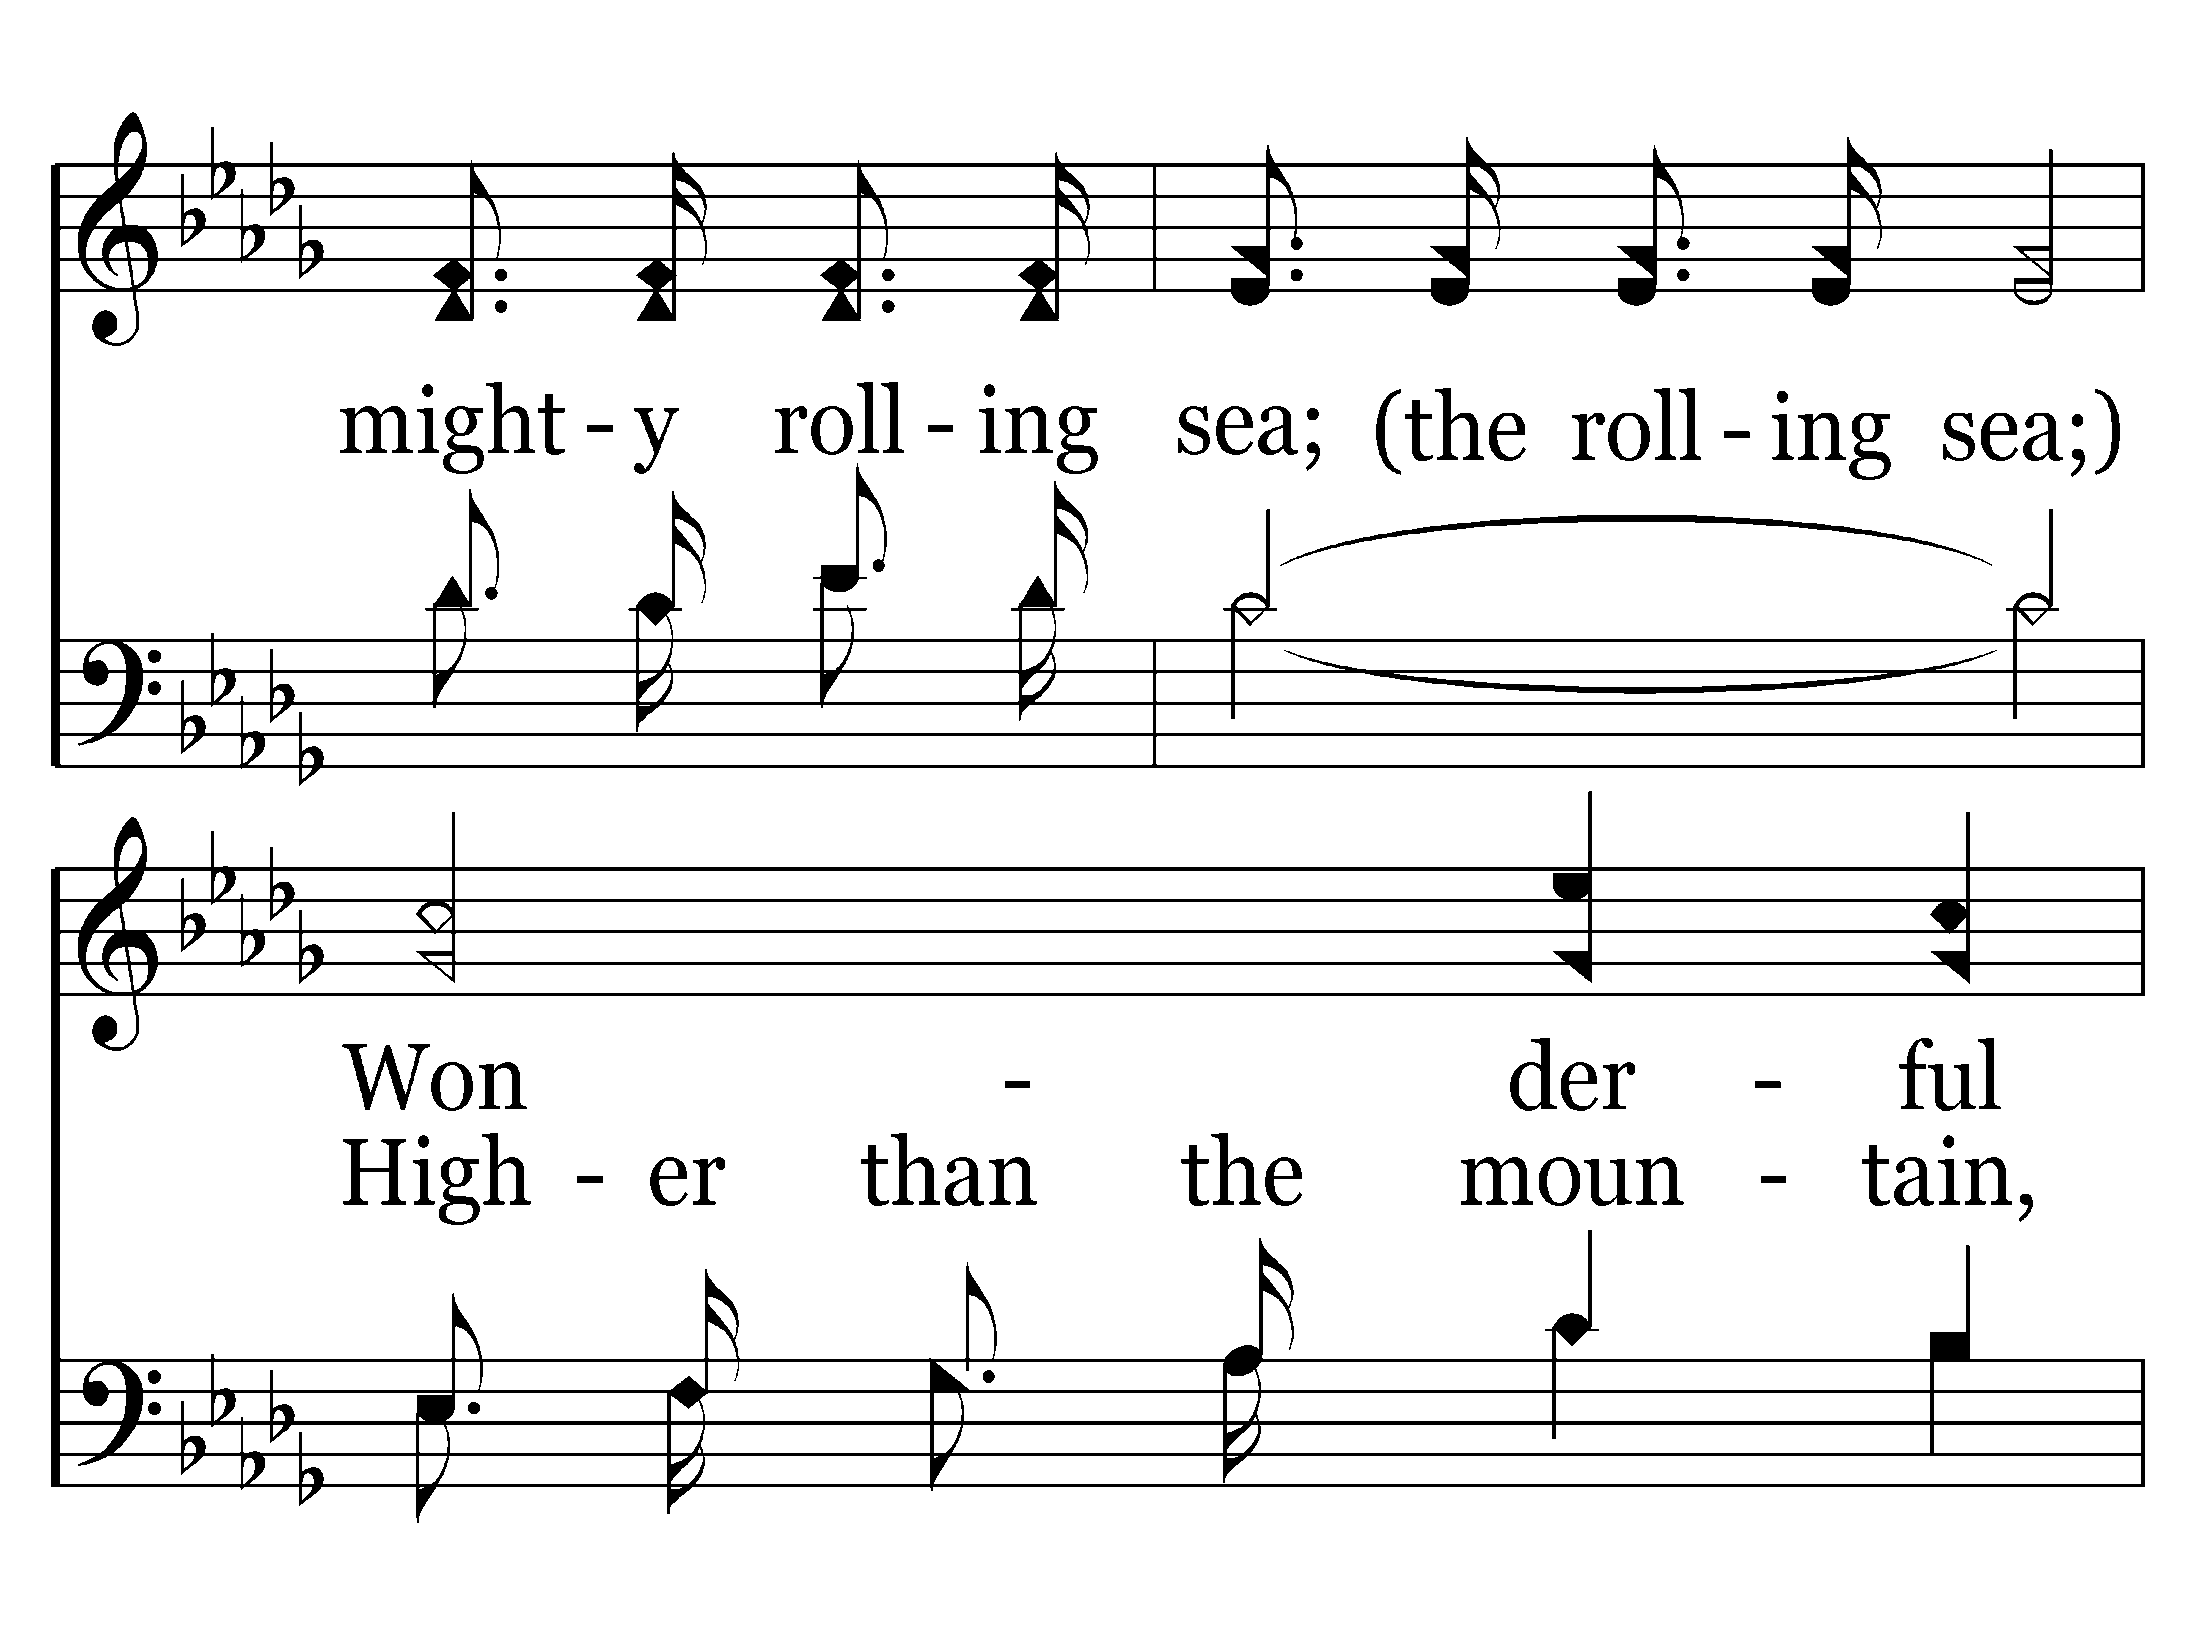 might - y roll - ing sea; (the roll - ing sea;)
Won - der - ful
High - er than the moun - tain,